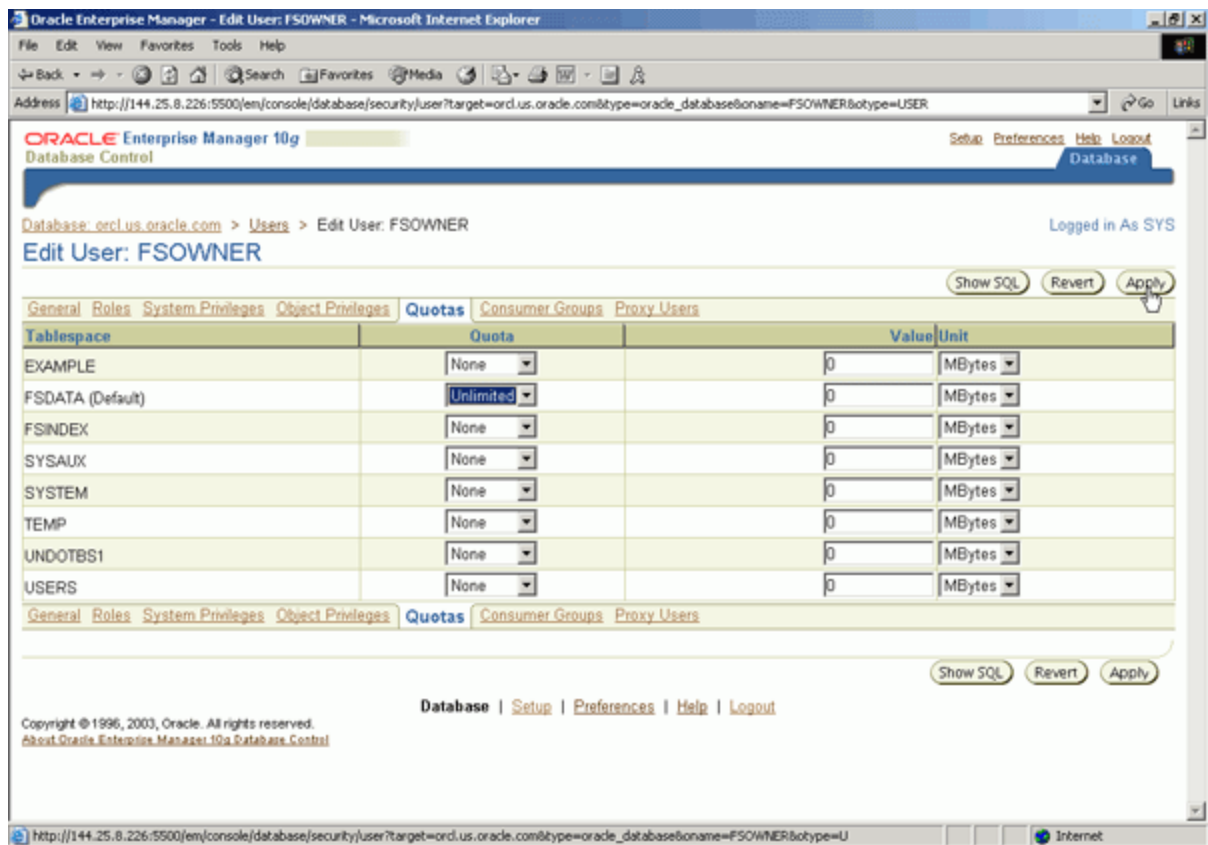 Oracle Enterprise Manager - Edit User: FSOWNER - Microsoft Internet Explorer
File Edit View Favorites Tools Help
Back Search Favorites Media
Address http://144.25.8.226:5500/em/console/database/security/user?target=orcl.us.oracle.com&type=oracle_database&oname=FSOWNER&otype=USER Go Links
ORACLE Enterprise Manager 10g
Database Control
Setup Preferences Help Logout
Database
Database: orcl.us.oracle.com > Users > Edit User: FSOWNER
Logged in As SYS
Edit User: FSOWNER
Show SQL Revert Apply
General Roles System Privileges Object Privileges Quotas Consumer Groups Proxy Users
Tablespace Quota Value Unit
EXAMPLE None 0 MBytes
FSDATA (Default) Unlimited 0 MBytes
FSINDEX None 0 MBytes
SYSAUX None 0 MBytes
SYSTEM None 0 MBytes
TEMP None 0 MBytes
UNDOTBS1 None 0 MBytes
USERS None 0 MBytes
General Roles System Privileges Object Privileges Quotas Consumer Groups Proxy Users
Show SQL Revert Apply
Database | Setup | Preferences | Help | Logout
Copyright © 1996, 2003, Oracle. All rights reserved.
About Oracle Enterprise Manager 10g Database Control
http://144.25.8.226:5500/em/console/database/security/user?target=orcl.us.oracle.com&type=oracle_database&oname=FSOWNER&otype=U Internet